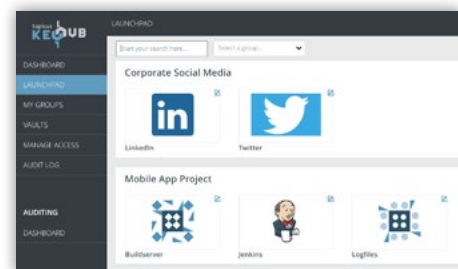 topicus
KEYHUB
LAUNCHPAD
Start your search here...
Select a group...
DASHBOARD
LAUNCHPAD
MY GROUPS
VAULTS
MANAGE ACCESS
AUDIT LOG
AUDITING
DASHBOARD
Corporate Social Media
in
LinkedIn
Twitter
Mobile App Project
Buildserver
Jenkins
Logfiles